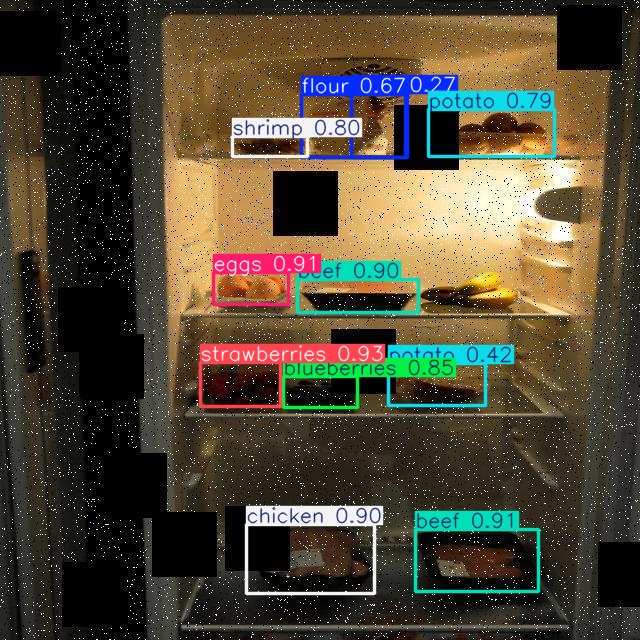 flour 0.67 0.27
potato 0.79
shrimp 0.80
eggs 0.91
beef 0.90
strawberries 0.93
potato 0.42
blueberries 0.85
chicken 0.90
beef 0.91